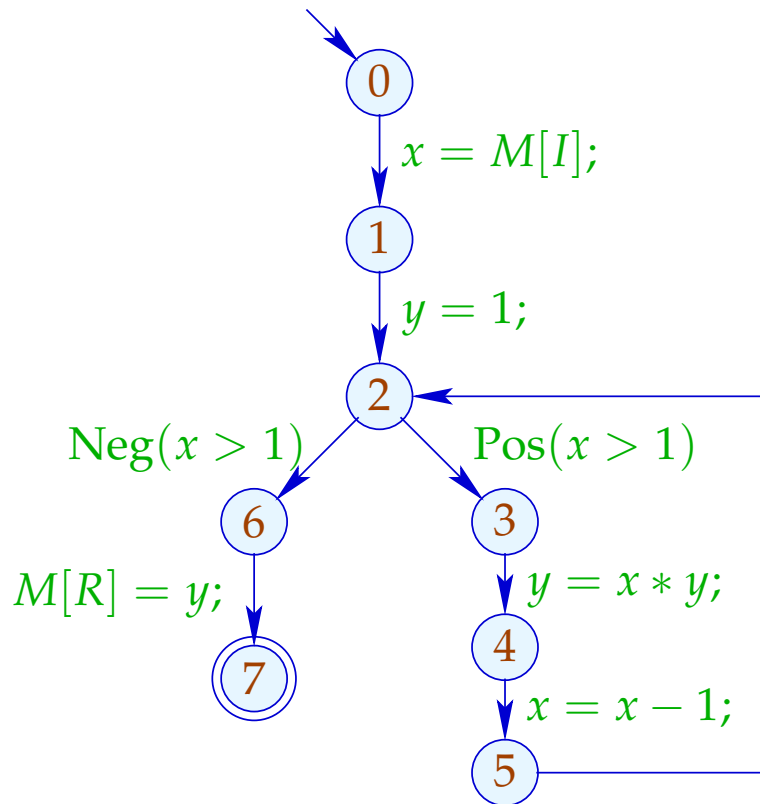 0
x = M[I];
1
y = 1;
2
Neg(x > 1) Pos(x > 1)
6 3
M[R] = y; y = x ∗ y;
7 4
x = x − 1;
5